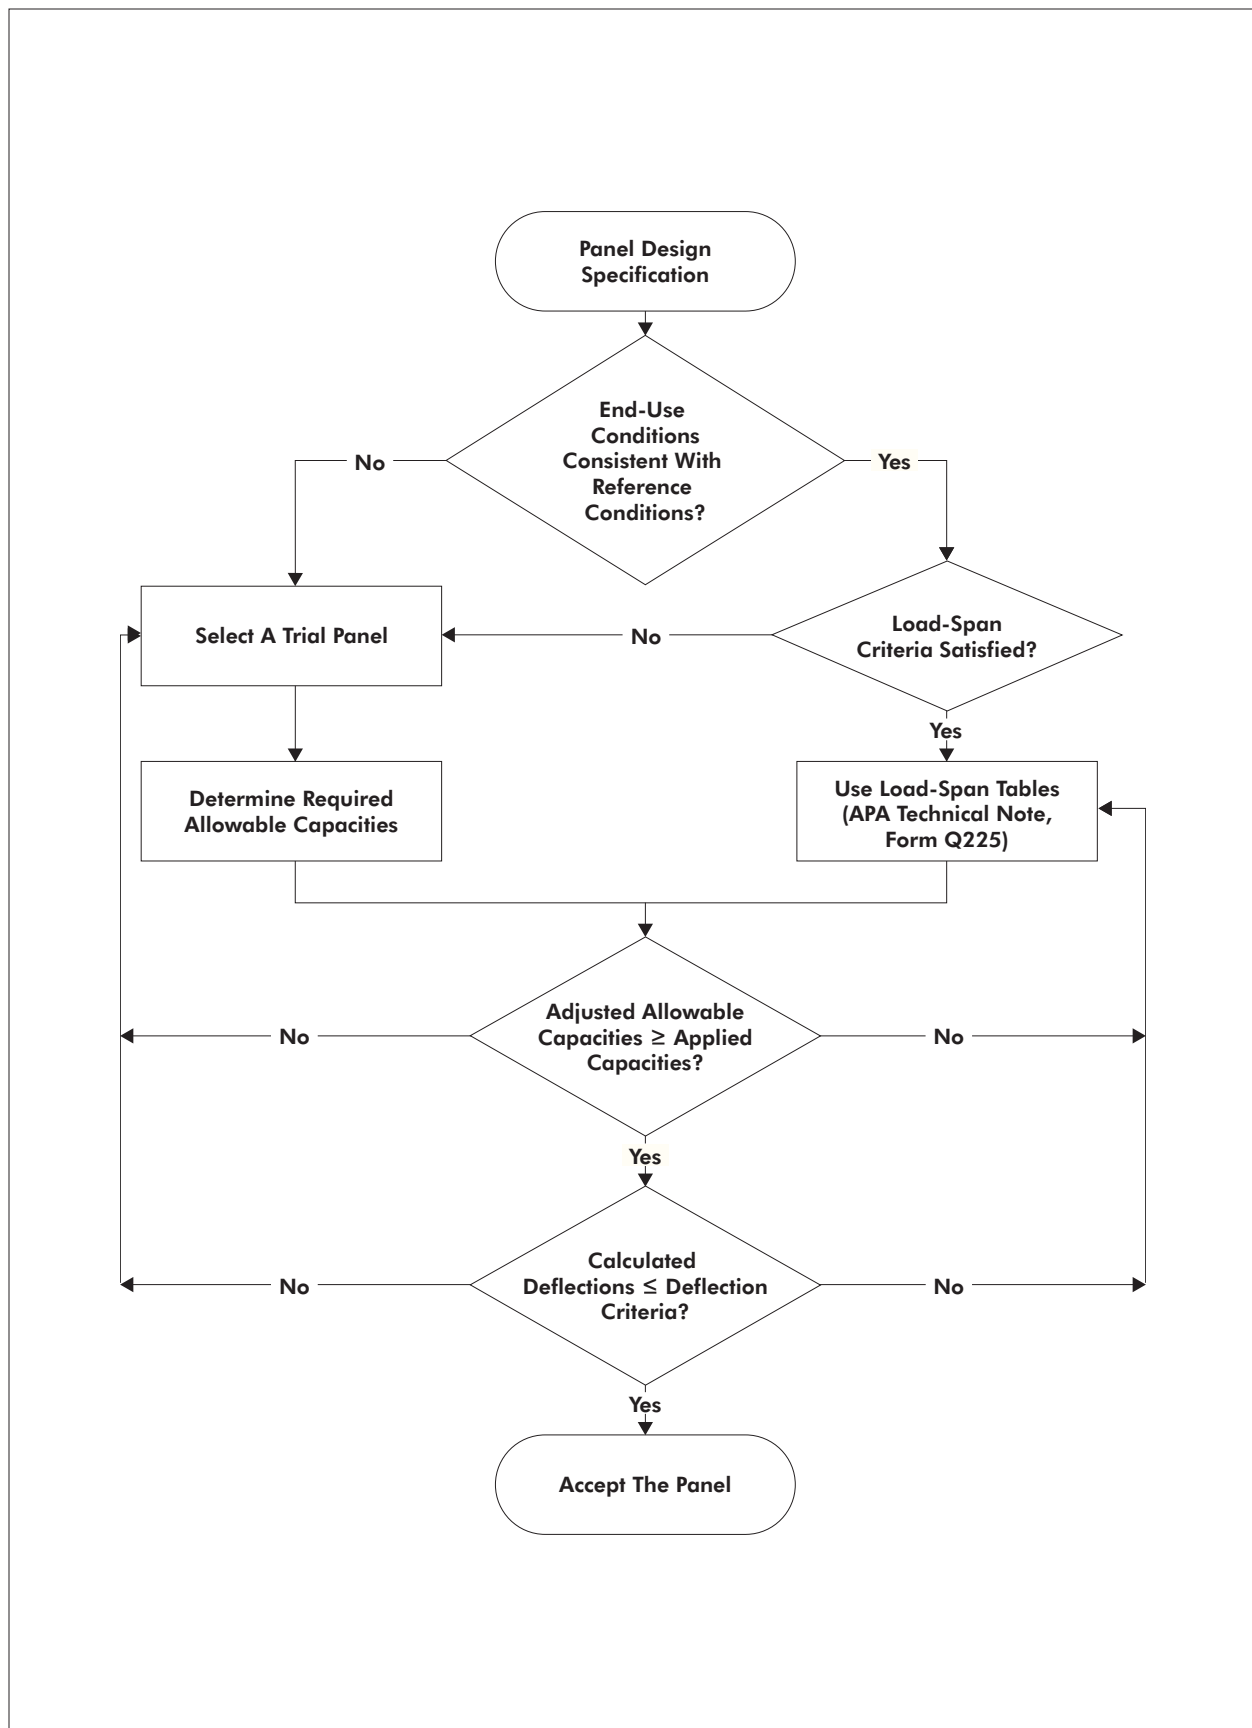 Panel Design
Specification
End-Use
Conditions
Consistent With
Reference
Conditions?
No
Yes
Select A Trial Panel
No
Load-Span
Criteria Satisfied?
Yes
Determine Required
Allowable Capacities
Use Load-Span Tables
(APA Technical Note,
Form Q225)
Adjusted Allowable
Capacities ≥ Applied
Capacities?
No
No
Yes
Calculated
Deflections ≤ Deflection
Criteria?
No
No
Yes
Accept The Panel